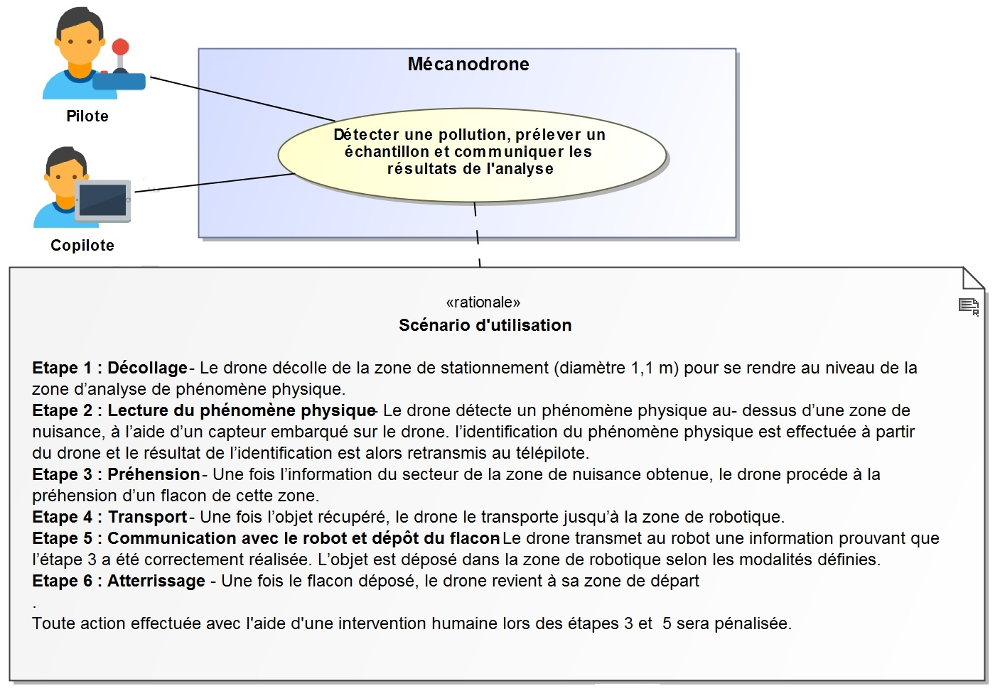 Mécanodrone
Pilote
Détecter une pollution, prélever un
échantillon et communiquer les
résultats de l'analyse
Copilote
«rationale»
Scénario d'utilisation
Etape 1 : Décollage - Le drone décolle de la zone de stationnement (diamètre 1,1 m) pour se rendre au niveau de la
zone d’analyse de phénomène physique.
Etape 2 : Lecture du phénomène physique - Le drone détecte un phénomène physique au- dessus d’une zone de
nuisance, à l’aide d’un capteur embarqué sur le drone. l’identification du phénomène physique est effectuée à partir
du drone et le résultat de l’identification est alors retransmis au télépilote.
Etape 3 : Préhension - Une fois l’information du secteur de la zone de nuisance obtenue, le drone procéde à la
préhension d’un flacon de cette zone.
Etape 4 : Transport - Une fois l’objet récupéré, le drone le transporte jusqu’à la zone de robotique.
Etape 5 : Communication avec le robot et dépôt du flacon - Le drone transmet au robot une information prouvant que
l’étape 3 a été correctement réalisée. L’objet est déposé dans la zone de robotique selon les modalités définies.
Etape 6 : Atterrissage - Une fois le flacon déposé, le drone revient à sa zone de départ
.
Toute action effectuée avec l'aide d'une intervention humaine lors des étapes 3 et 5 sera pénalisée.